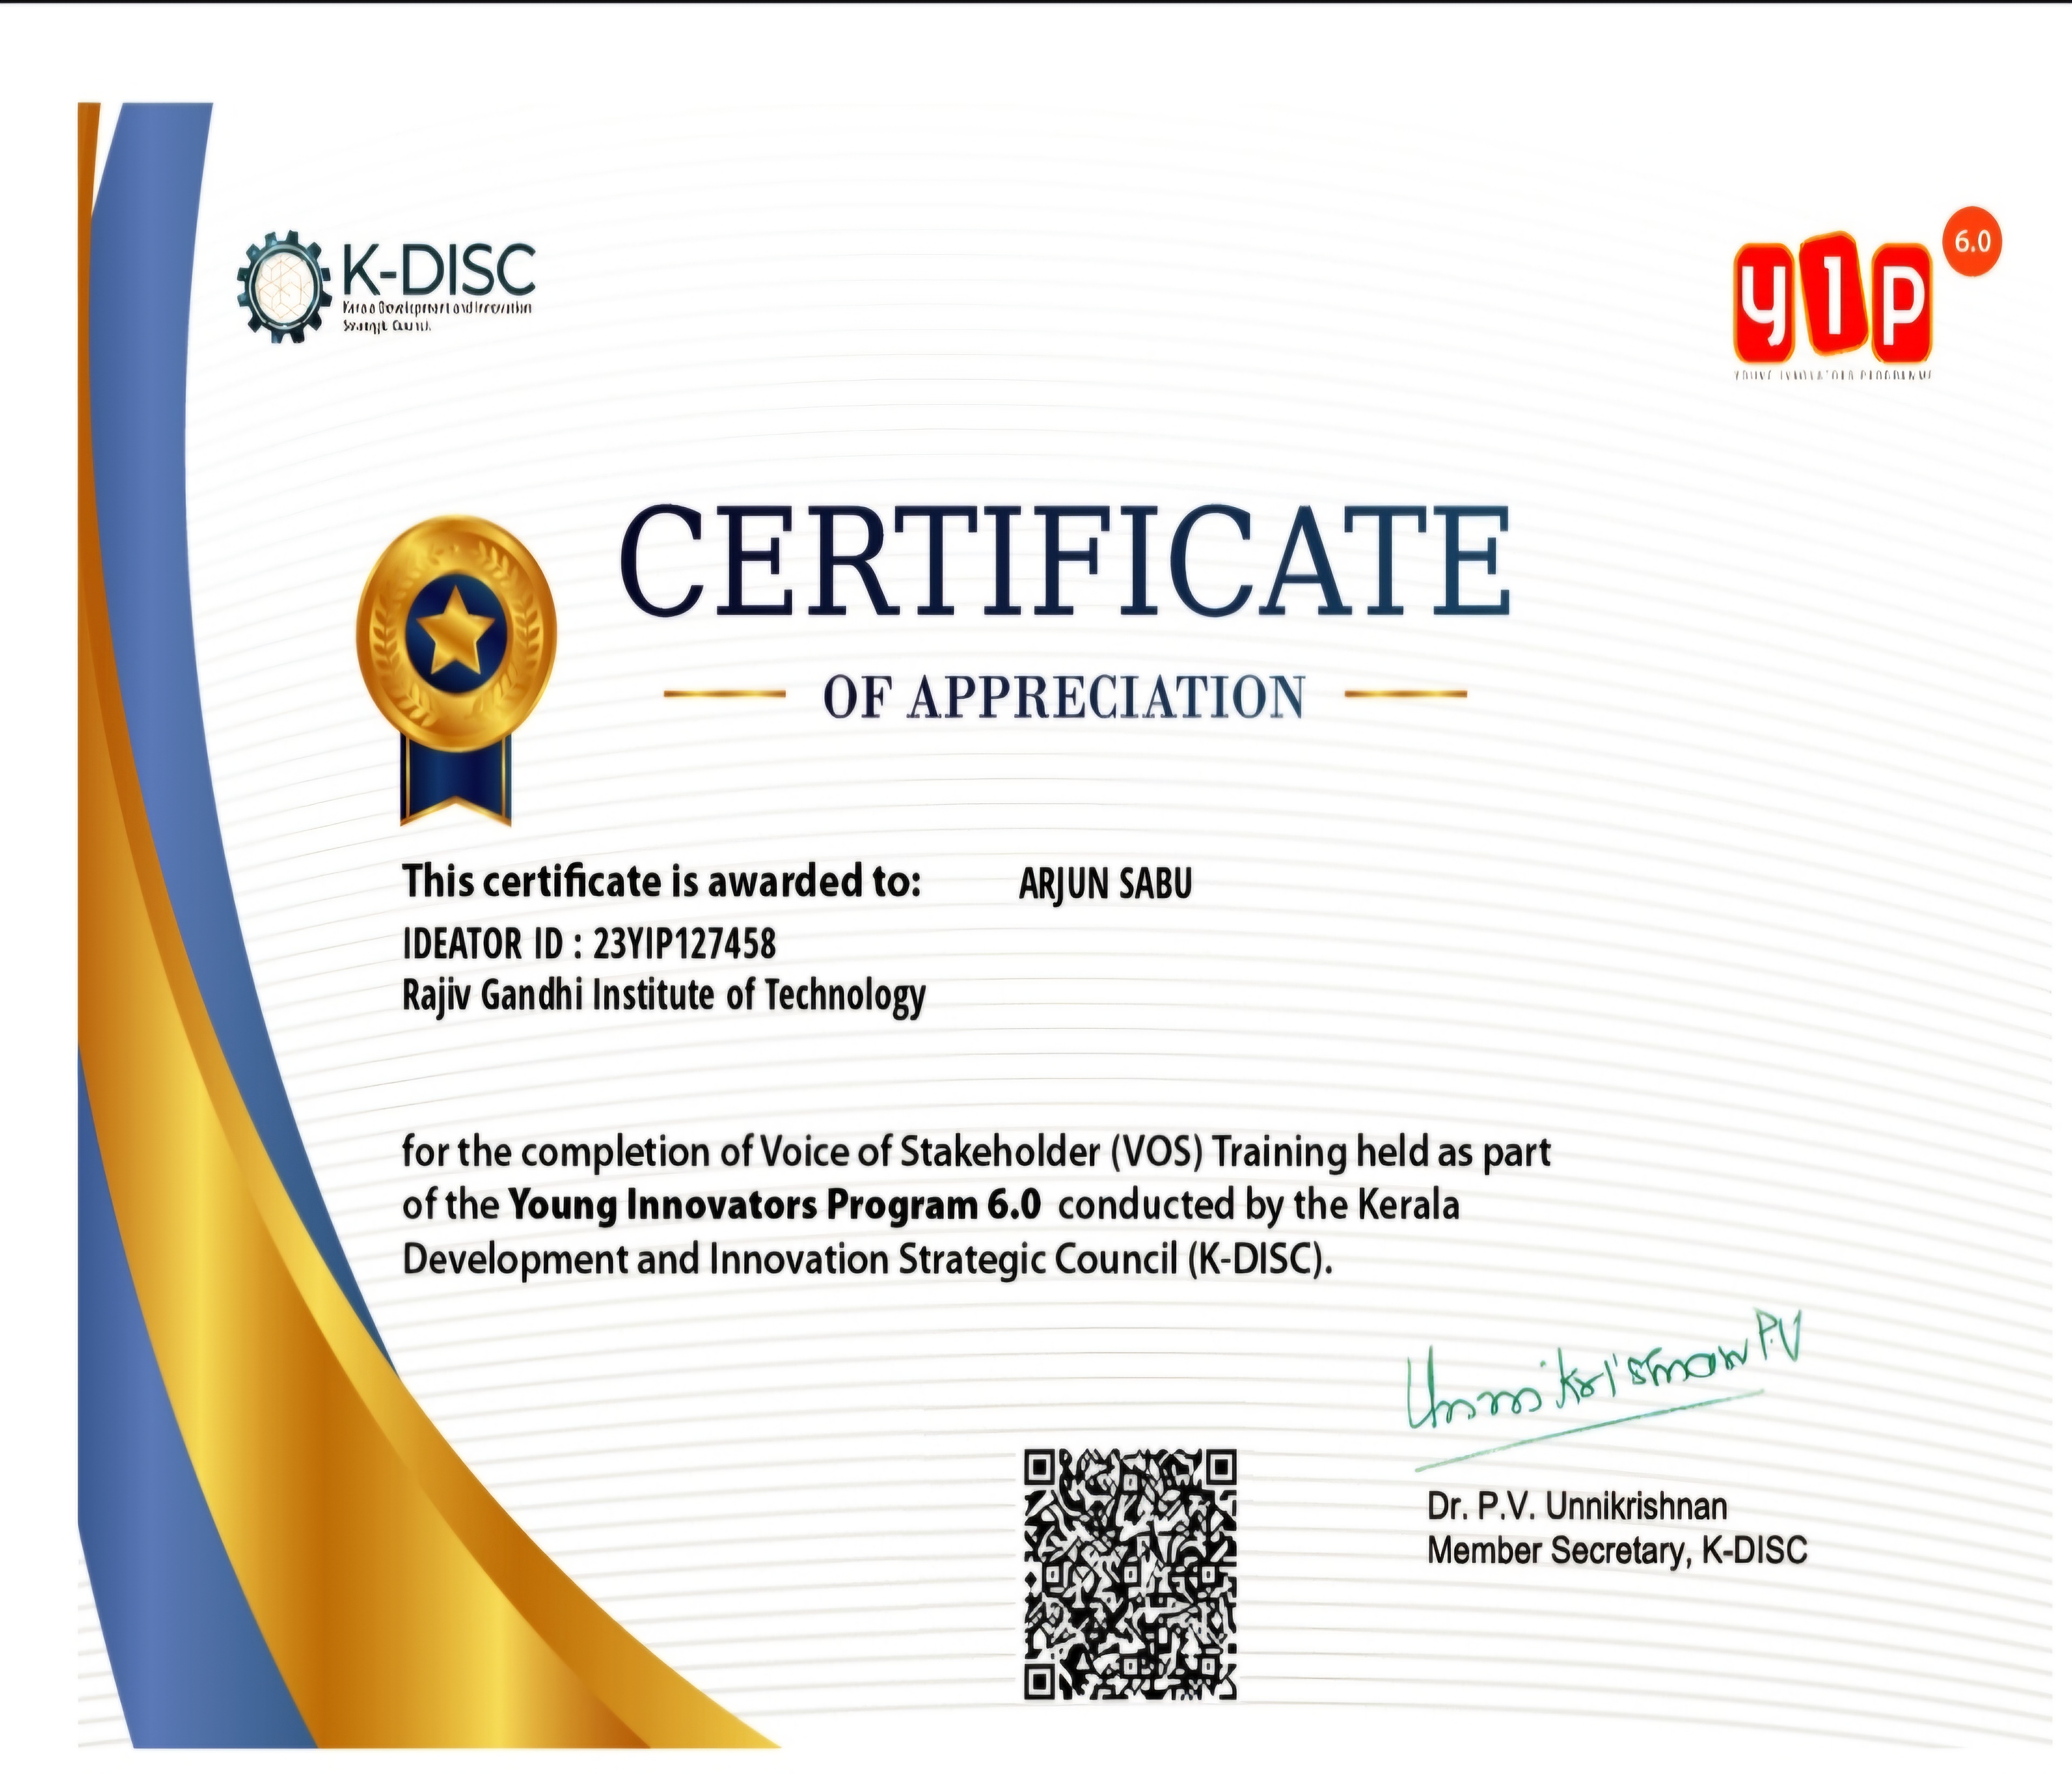 K-DISC
6.0
yip
CERTIFICATE
OF APPRECIATION
This certificate is awarded to: ARJUN SABU
IDEATOR ID : 23YIP127458
Rajiv Gandhi Institute of Technology
for the completion of Voice of Stakeholder (VOS) Training held as part
of the Young Innovators Program 6.0 conducted by the Kerala
Development and Innovation Strategic Council (K-DISC).
Unnikrishnan P.V
Dr. P.V. Unnikrishnan
Member Secretary, K-DISC